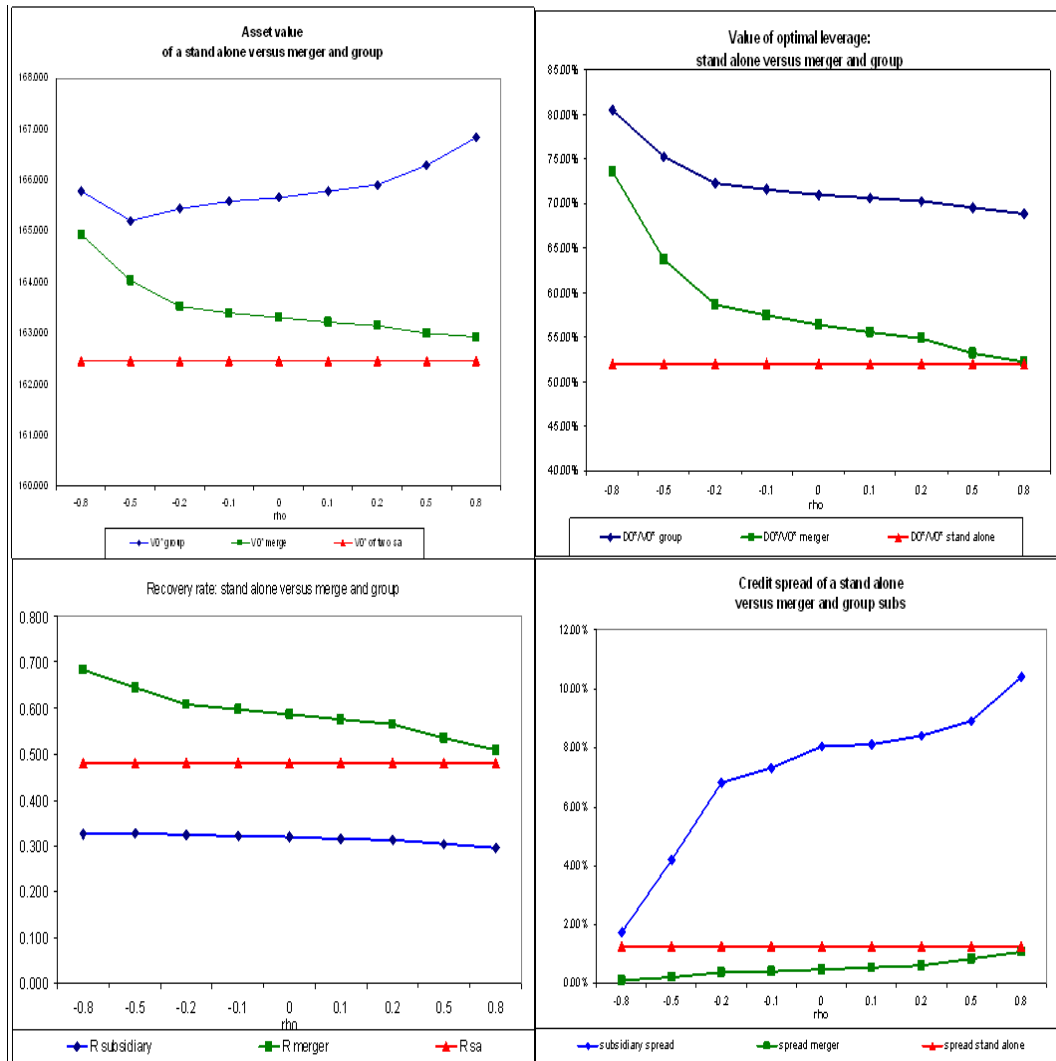 Asset value
of a stand alone versus merger and group
168.000
167.000
166.000
165.000
164.000
163.000
162.000
161.000
160.000
-0.8 -0.5 -0.2 -0.1 0 0.1 0.2 0.5 0.8
rho
V0* group V0* merge V0* of two sa
Value of optimal leverage:
stand alone versus merger and group
85.00%
80.00%
75.00%
70.00%
65.00%
60.00%
55.00%
50.00%
45.00%
40.00%
-0.8 -0.5 -0.2 -0.1 0 0.1 0.2 0.5 0.8
rho
D0*/V0* group D0*/V0* merger D0*/V0* stand alone
Recovery rate: stand alone versus merge and group
0.800
0.700
0.600
0.500
0.400
0.300
0.200
0.100
0.000
-0.8 -0.5 -0.2 -0.1 0 0.1 0.2 0.5 0.8
rho
R subsidiary R merger R sa
Credit spread of a stand alone
versus merger and group subs
12.00%
10.00%
8.00%
6.00%
4.00%
2.00%
0.00%
-0.8 -0.5 -0.2 -0.1 0 0.1 0.2 0.5 0.8
rho
subsidiary spread spread merger spread stand alone